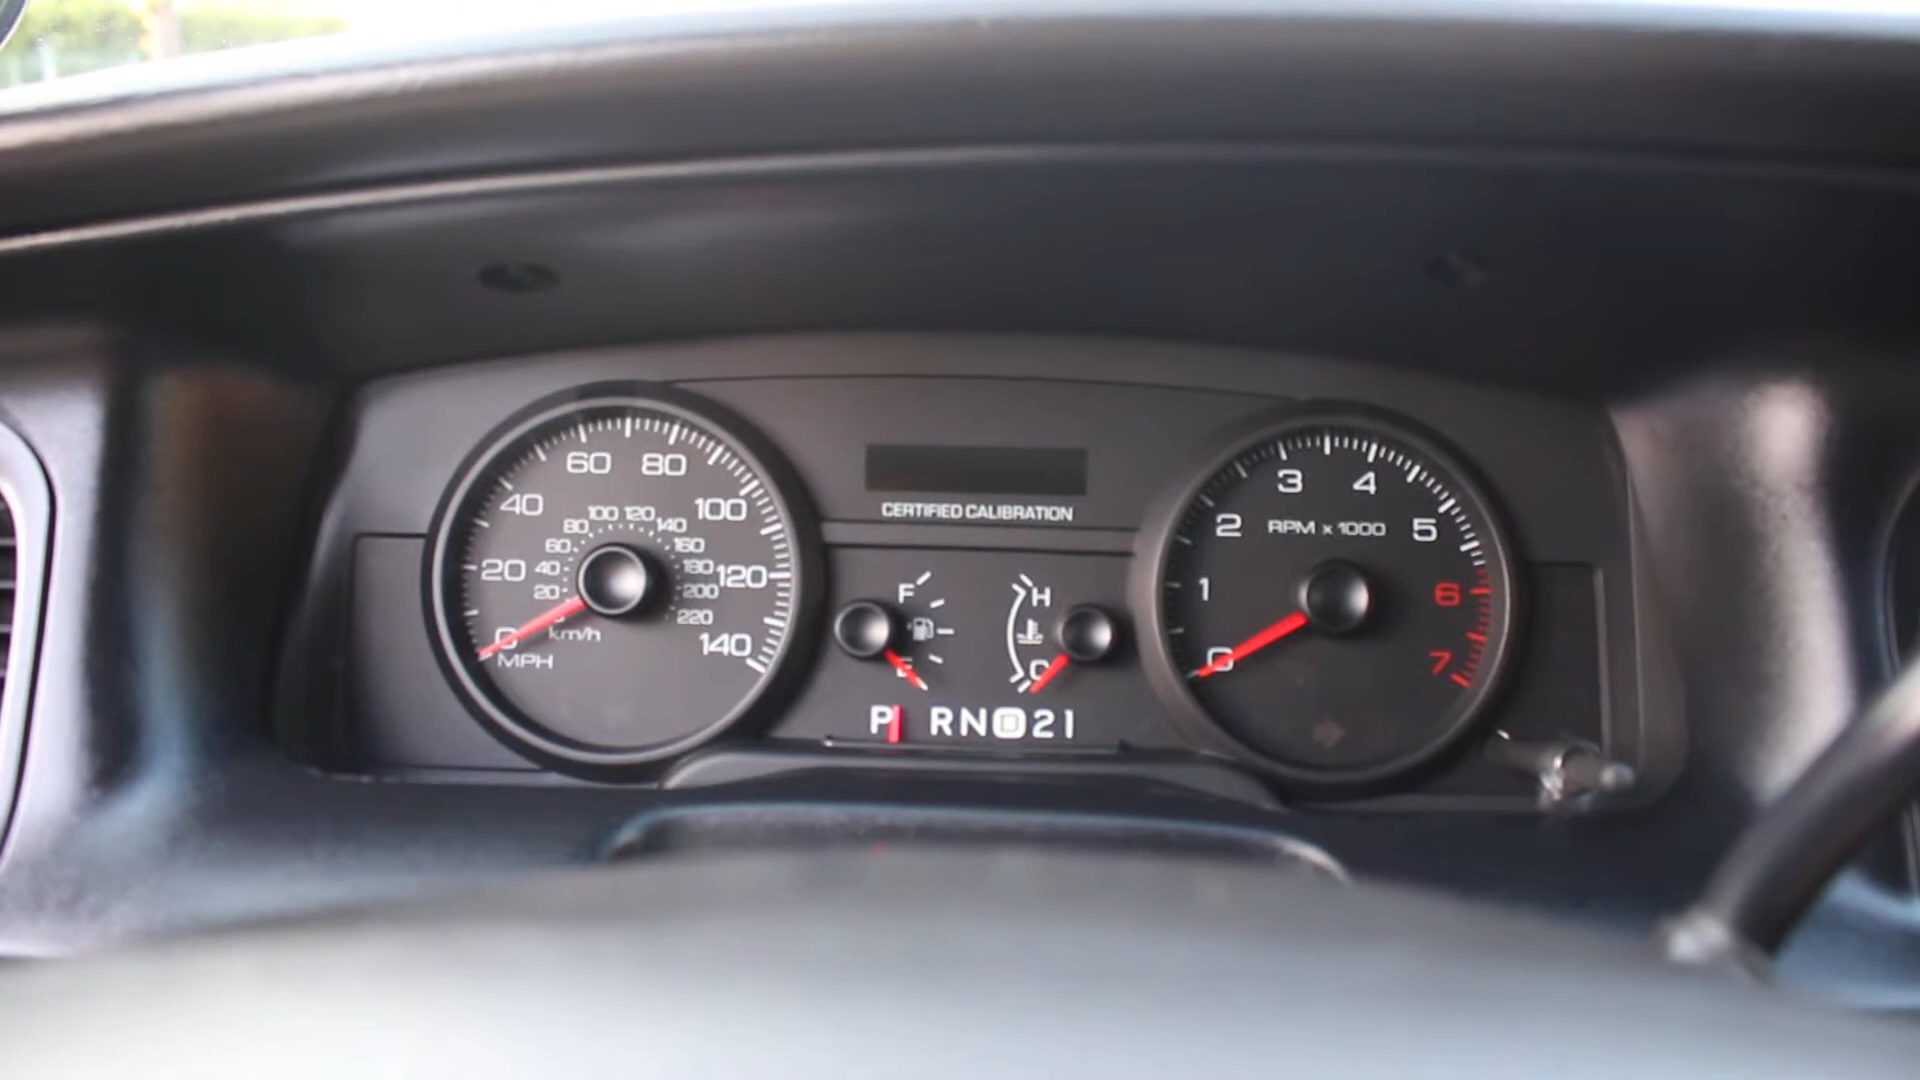 60 80
40 100
100 120
80 140
60 160
20 40 180 120
20 200
220
0 km/h 140
MPH
CERTIFIED CALIBRATION
F
E
H
C
P R N D 2 1
3 4
2 RPM x 1000 5
1 6
0 7